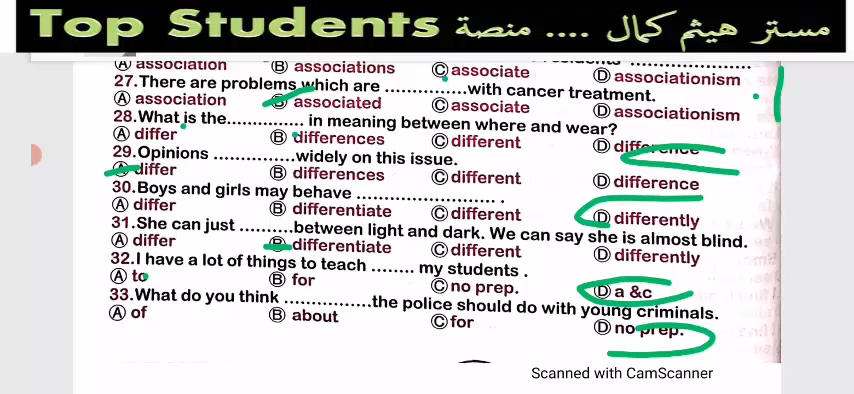 Top Students مستر هيثم كمال .... منصة
Ⓐ association Ⓑ associations Ⓒ associate Ⓓ associationism
27.There are problems which are ...............with cancer treatment.
Ⓐ association Ⓑ associated Ⓒ associate Ⓓ associationism
28.What is the.............. in meaning between where and wear?
Ⓐ differ Ⓑ differences Ⓒ different Ⓓ difference
29.Opinions ...............widely on this issue.
Ⓐ differ Ⓑ differences Ⓒ different Ⓓ difference
30.Boys and girls may behave ........................... .
Ⓐ differ Ⓑ differentiate Ⓒ different Ⓓ differently
31.She can just ..........between light and dark. We can say she is almost blind.
Ⓐ differ Ⓑ differentiate Ⓒ different Ⓓ differently
32.I have a lot of things to teach ........ my students .
Ⓐ to Ⓑ for Ⓒ no prep. Ⓓ a &c
33.What do you think ................the police should do with young criminals.
Ⓐ of Ⓑ about Ⓒ for Ⓓ no prep.
Scanned with CamScanner